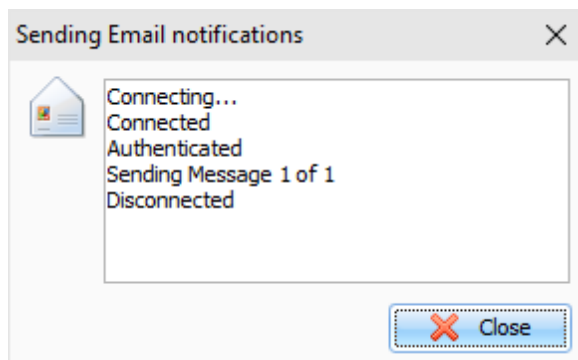 Sending Email notifications
Connecting...
Connected
Authenticated
Sending Message 1 of 1
Disconnected
Close